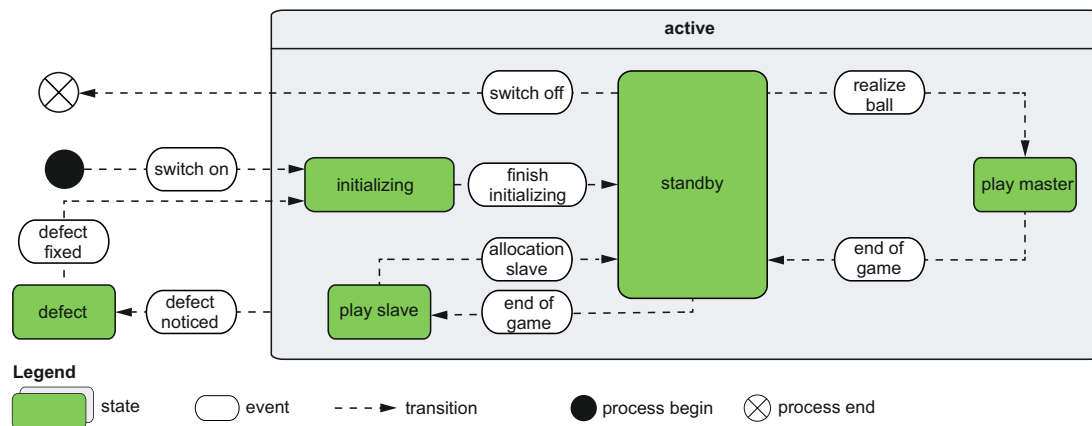 active
switch off
realize
ball
switch on
initializing
finish
initializing
standby
play master
defect
fixed
allocation
slave
end of
game
defect
defect
noticed
play slave
end of
game
Legend
state
event
transition
process begin
process end